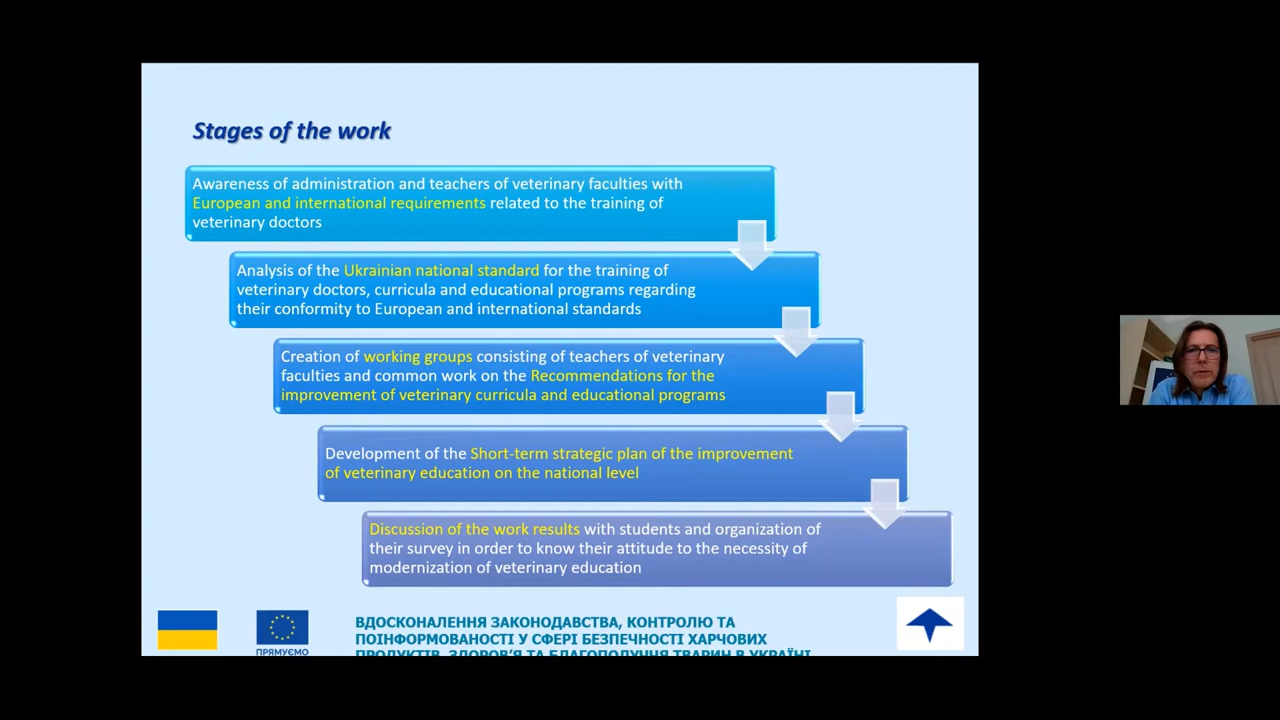 Stages of the work
Awareness of administration and teachers of veterinary faculties with
European and international requirements related to the training of
veterinary doctors
Analysis of the Ukrainian national standard for the training of
veterinary doctors, curricula and educational programs regarding
their conformity to European and international standards
Creation of working groups consisting of teachers of veterinary
faculties and common work on the Recommendations for the
improvement of veterinary curricula and educational programs
Development of the Short-term strategic plan of the improvement
of veterinary education on the national level
Discussion of the work results with students and organization of
their survey in order to know their attitude to the necessity of
modernization of veterinary education
ПРЯМУЄМО
ВДОСКОНАЛЕННЯ ЗАКОНОДАВСТВА, КОНТРОЛЮ ТА
ПОІНФОРМОВАНОСТІ У СФЕРІ БЕЗПЕЧНОСТІ ХАРЧОВИХ
ПРОДУКТІВ, ЗДОРОВ'Я ТА БЛАГОПОЛУЧЧЯ ТВАРИН В УКРАЇНІ